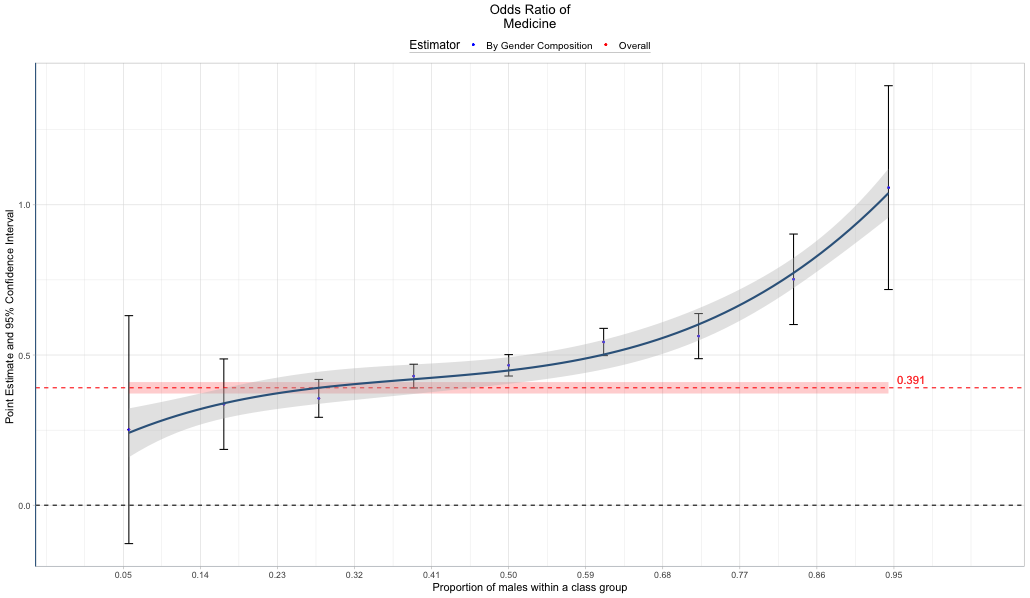 Odds Ratio of
Medicine
Estimator By Gender Composition Overall
Point Estimate and 95% Confidence Interval
1.0
0.5
0.0
0.391
0.05 0.14 0.23 0.32 0.41 0.50 0.59 0.68 0.77 0.86 0.95
Proportion of males within a class group